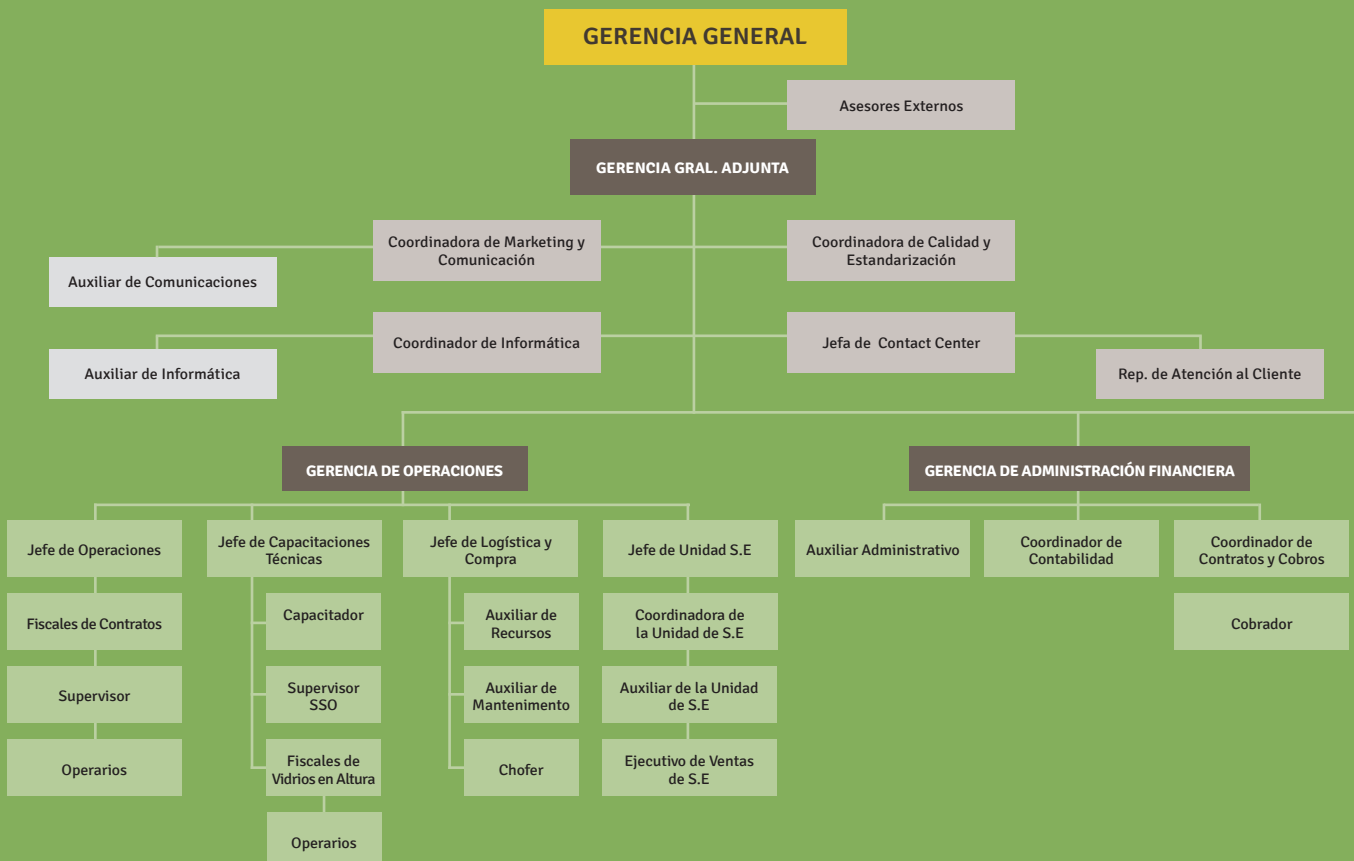 GERENCIA GENERAL
Asesores Externos
GERENCIA GRAL. ADJUNTA
Coordinadora de Marketing y
Comunicación
Coordinadora de Calidad y
Estandarización
Auxiliar de Comunicaciones
Coordinador de Informática
Jefa de Contact Center
Auxiliar de Informática
Rep. de Atención al Cliente
GERENCIA DE OPERACIONES
GERENCIA DE ADMINISTRACIÓN FINANCIERA
Jefe de Operaciones
Jefe de Capacitaciones
Técnicas
Jefe de Logística y
Compra
Jefe de Unidad S.E
Auxiliar Administrativo
Coordinador de
Contabilidad
Coordinador de
Contratos y Cobros
Fiscales de Contratos
Capacitador
Auxiliar de
Recursos
Coordinadora de
la Unidad de S.E
Cobrador
Supervisor
Supervisor
SSO
Auxiliar de
Mantenimento
Auxiliar de la Unidad
de S.E
Operarios
Fiscales de
Vidrios en Altura
Chofer
Ejecutivo de Ventas
de S.E
Operarios